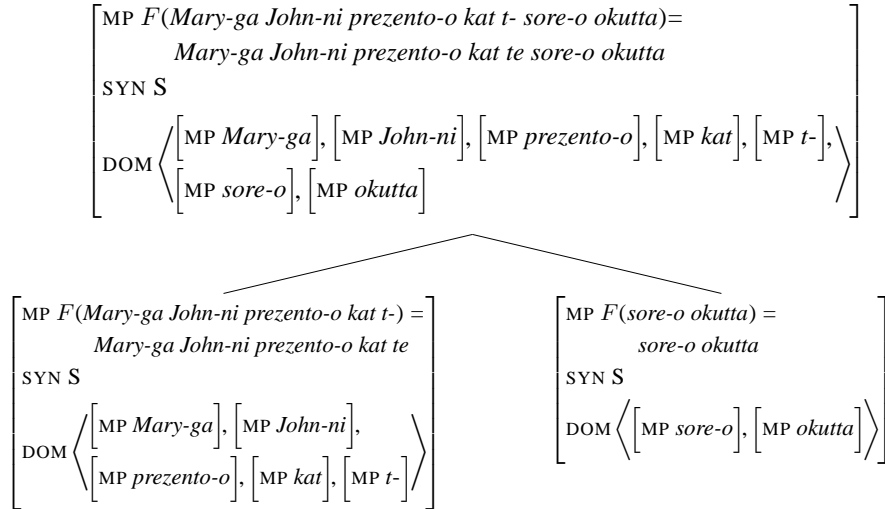 MP F(Mary-ga John-ni prezento-o kat t- sore-o okutta)=
Mary-ga John-ni prezento-o kat te sore-o okutta
SYN S
DOM ⟨[MP Mary-ga], [MP John-ni], [MP prezento-o], [MP kat], [MP t-],
[MP sore-o], [MP okutta]⟩
MP F(Mary-ga John-ni prezento-o kat t-) =
Mary-ga John-ni prezento-o kat te
SYN S
DOM ⟨[MP Mary-ga], [MP John-ni],
[MP prezento-o], [MP kat], [MP t-]⟩
MP F(sore-o okutta) =
sore-o okutta
SYN S
DOM ⟨[MP sore-o], [MP okutta]⟩